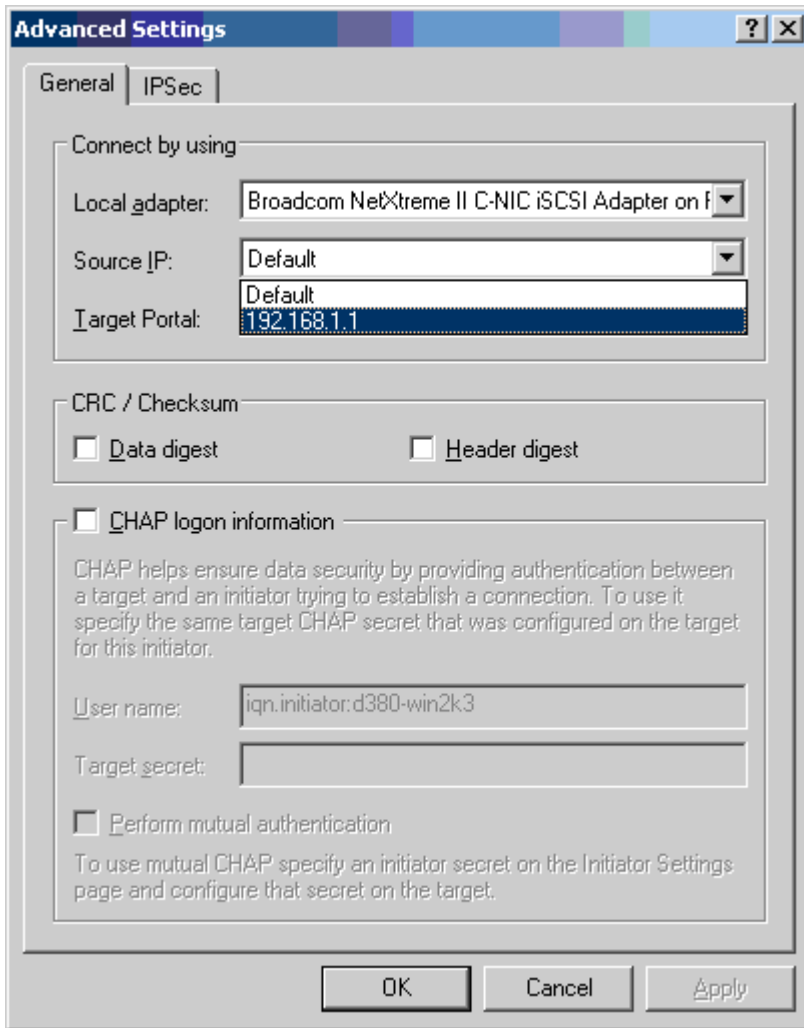 Advanced Settings
General
IPSec
Connect by using
Local adapter:
Broadcom NetXtreme II C-NIC iSCSI Adapter on
Source IP:
Default
Default
Target Portal:
192.168.1.1
CRC / Checksum
Data digest
Header digest
CHAP logon information
CHAP helps ensure data security by providing authentication between
a target and an initiator trying to establish a connection. To use it
specify the same target CHAP secret that was configured on the target
for this initiator.
User name:
iqn.initiator:d380-win2k3
Target secret:
Perform mutual authentication
To use mutual CHAP specify an initiator secret on the Initiator Settings
page and configure that secret on the target.
OK
Cancel
Apply